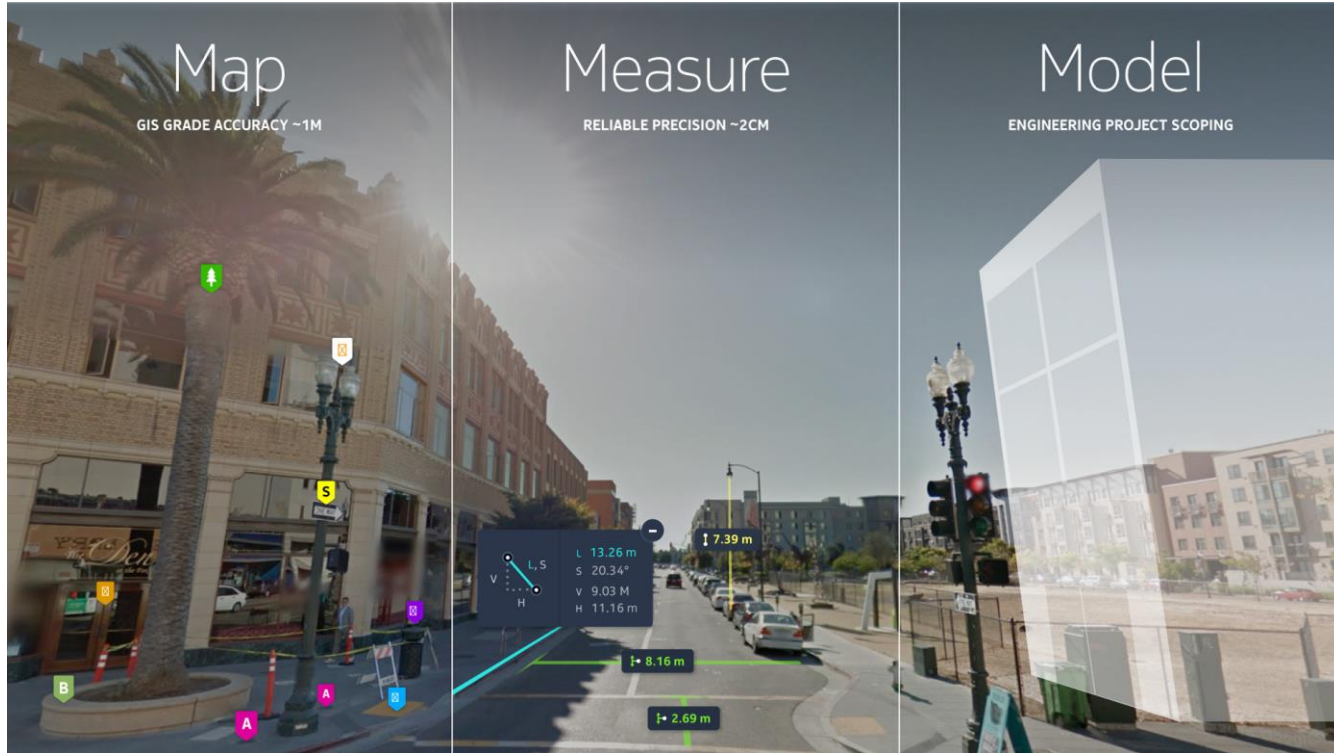 Map
GIS GRADE ACCURACY ~1M
S
B
A
A
Den
Measure
RELIABLE PRECISION ~2CM
L, S
V
H
L 13.26 m
S 20.34°
V 9.03 M
H 11.16 m
7.39 m
8.16 m
2.69 m
Model
ENGINEERING PROJECT SCOPING